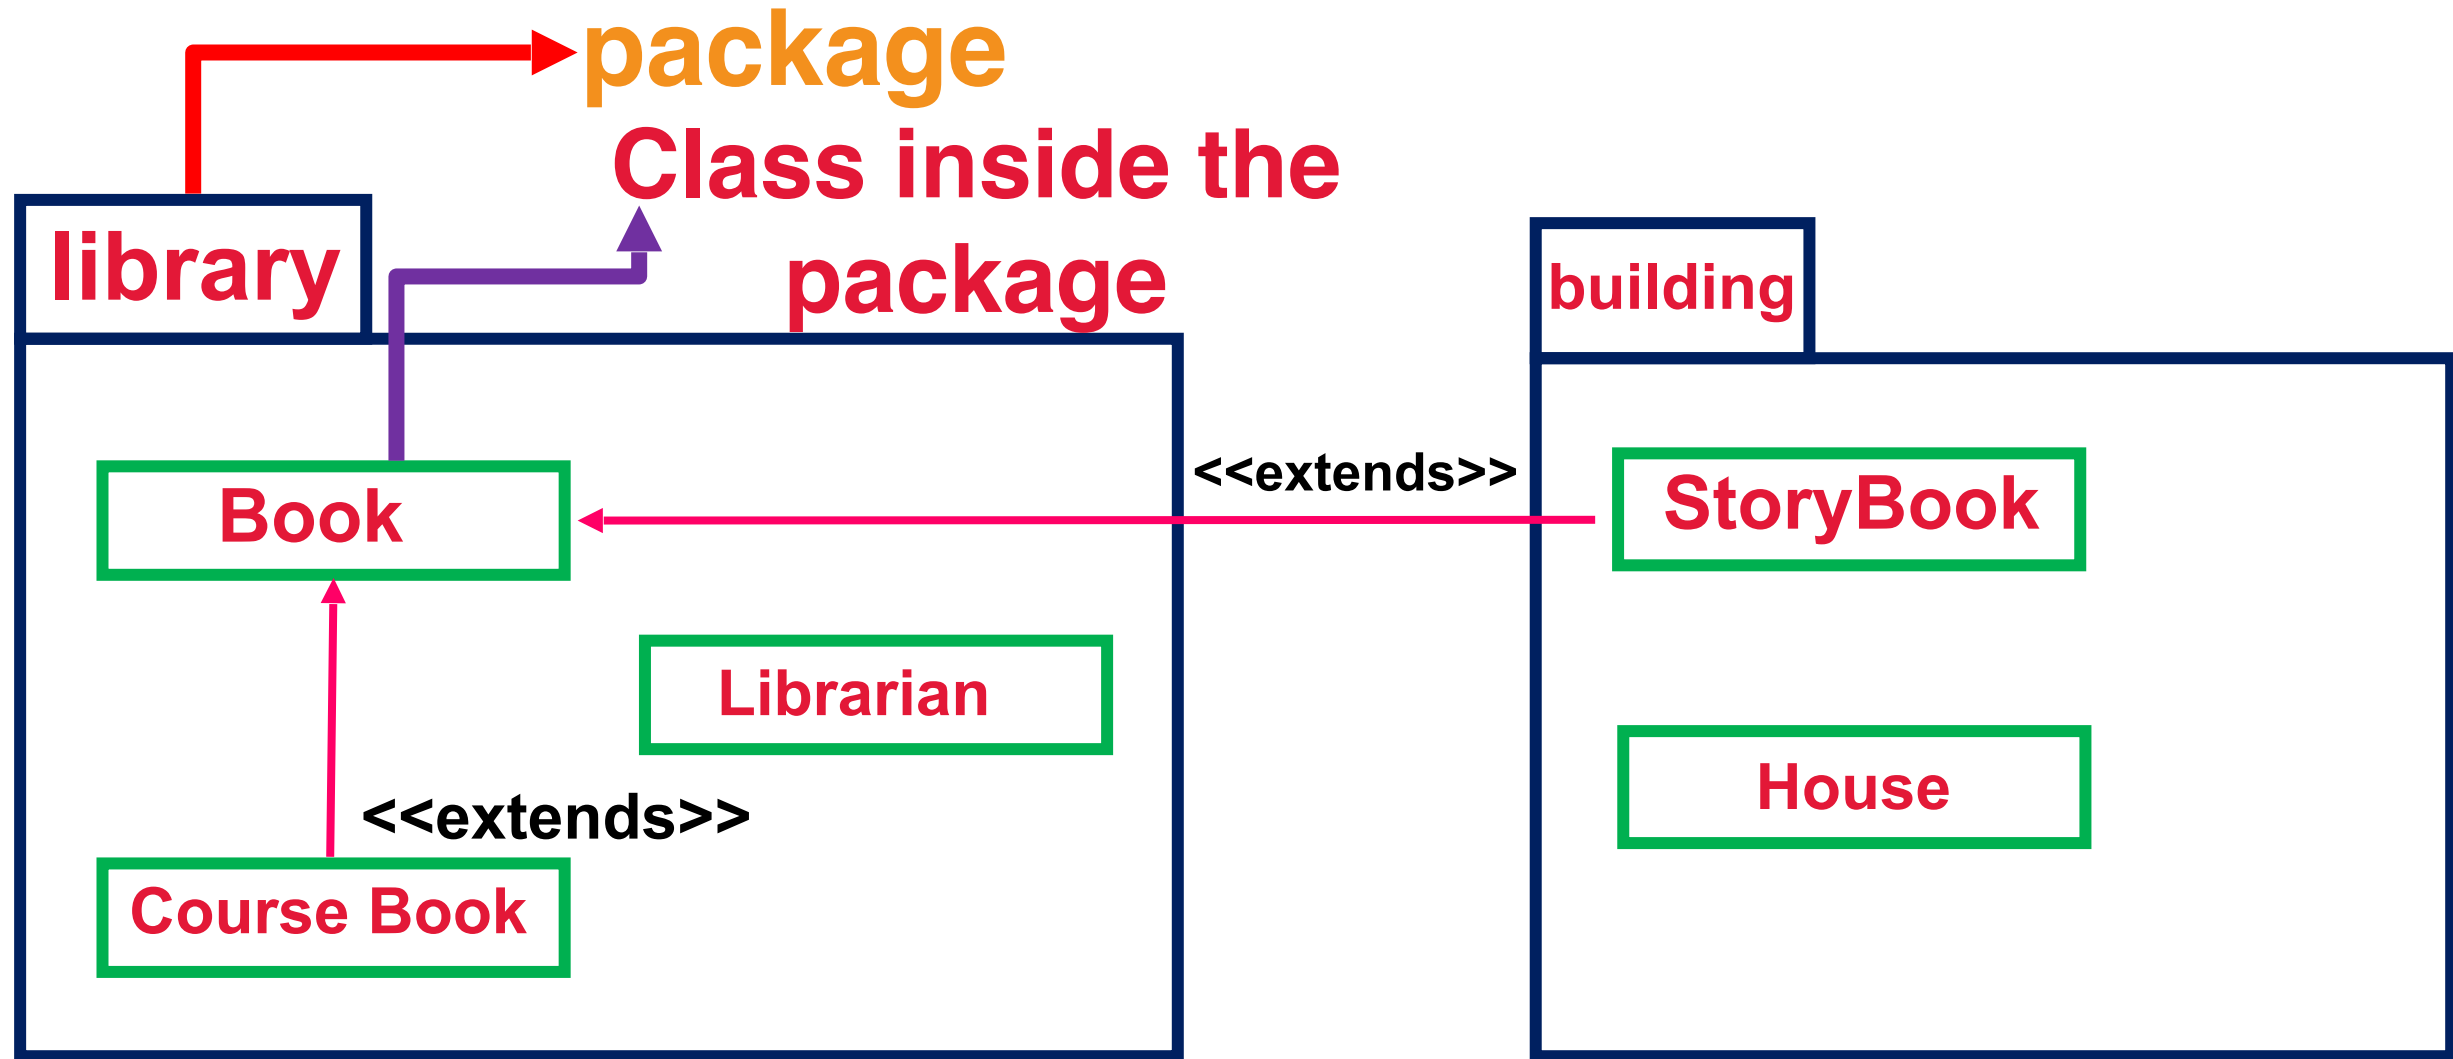 package
Class inside the
package
library
building
<<extends>>
Book
StoryBook
Librarian
House
<<extends>>
Course Book